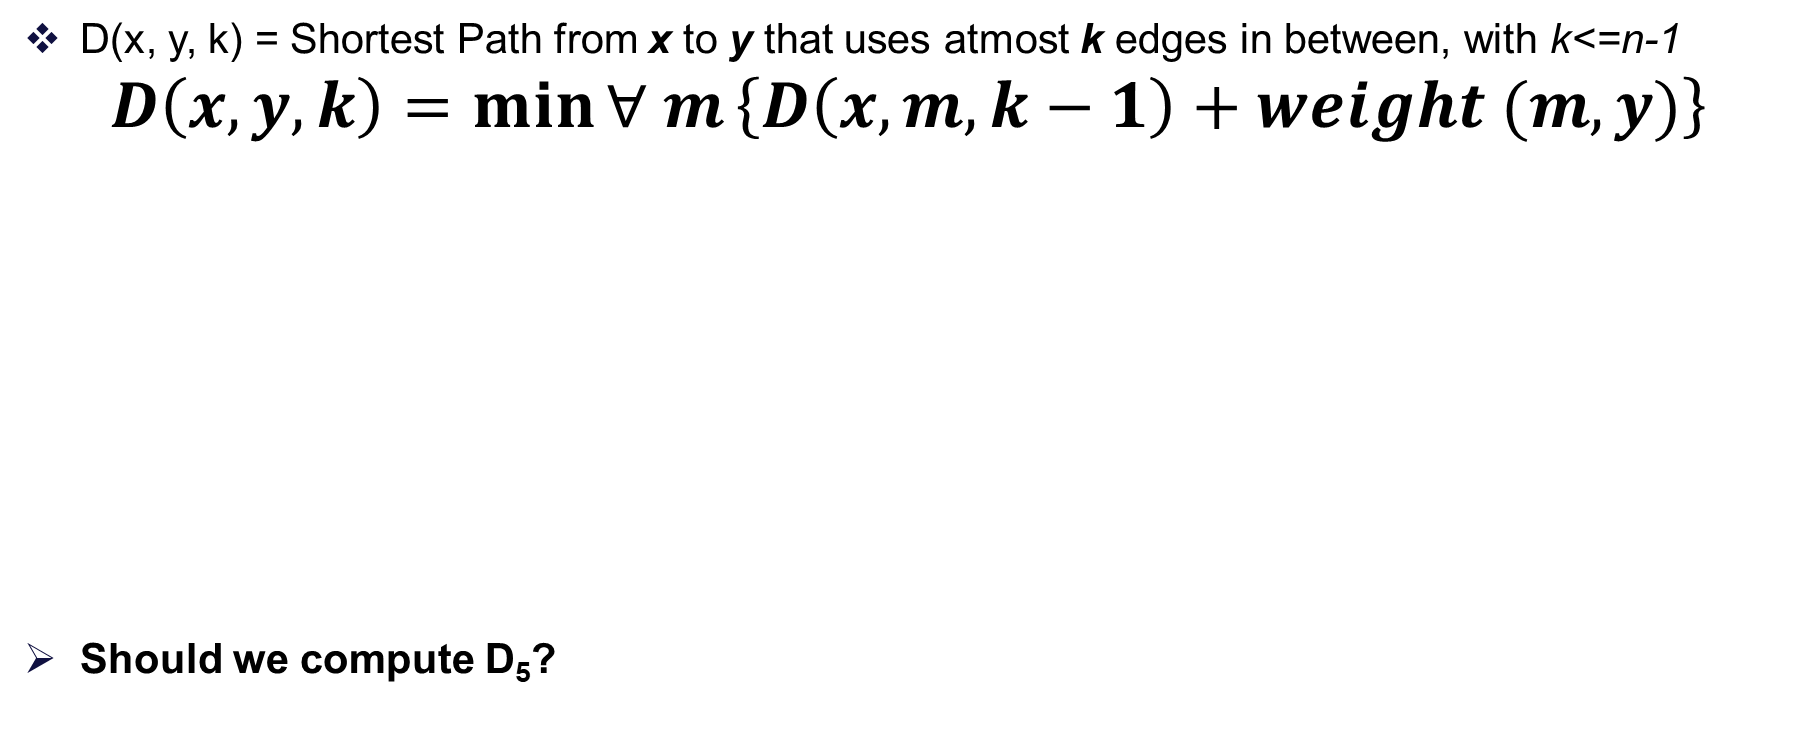 ❖ D(x, y, k) = Shortest Path from x to y that uses atmost k edges in between, with k<=n-1
D(x, y, k) = min ∀ m {D(x, m, k − 1) + weight (m, y)}
➢ Should we compute D₅?